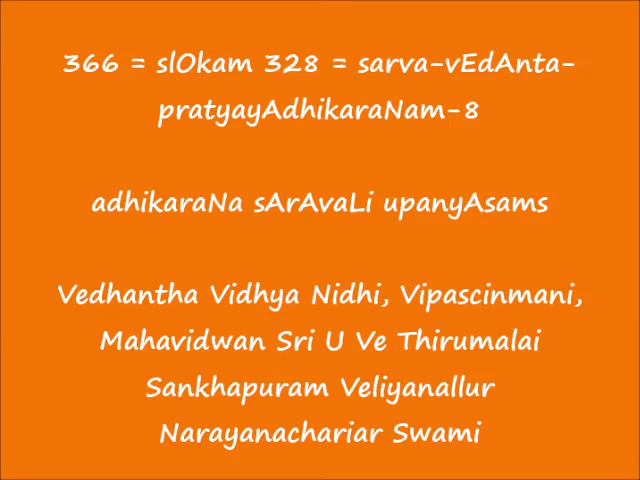 366 = slOkam 328 = sarva-vEdAnta-
pratyayAdhikaraNam-8
adhikaraNa sArAvaLi upanyAsams
Vedhantha Vidhya Nidhi, Vipascinmani,
Mahavidwan Sri U Ve Thirumalai
Sankhapuram Veliyanallur
Narayanachariar Swami